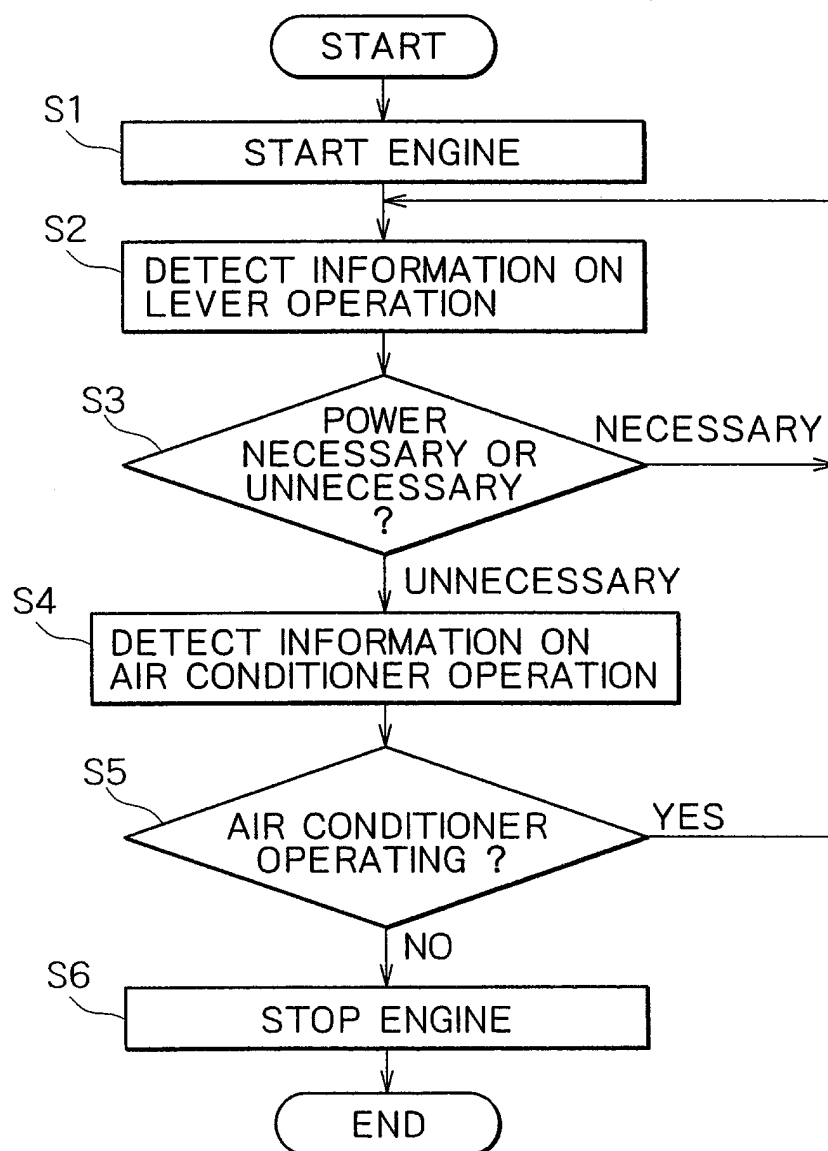 START
S1
START ENGINE
S2
DETECT INFORMATION ON
LEVER OPERATION
S3
POWER
NECESSARY OR
UNNECESSARY
?
NECESSARY
UNNECESSARY
S4
DETECT INFORMATION ON
AIR CONDITIONER OPERATION
S5
AIR CONDITIONER
OPERATING ?
YES
NO
S6
STOP ENGINE
END